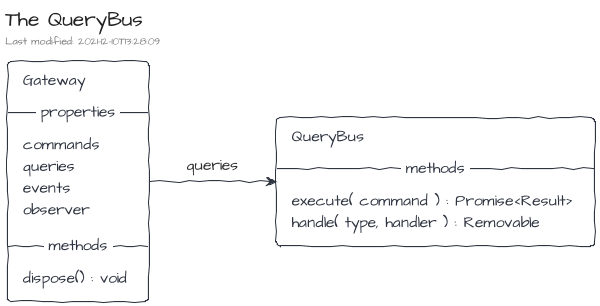 The QueryBus
Last modified: 2021-12-10T13:28:09
Gateway
properties
commands
queries
events
observer
methods
dispose() : void
queries
QueryBus
methods
execute( command ) : Promise<Result>
handle( type, handler ) : Removable